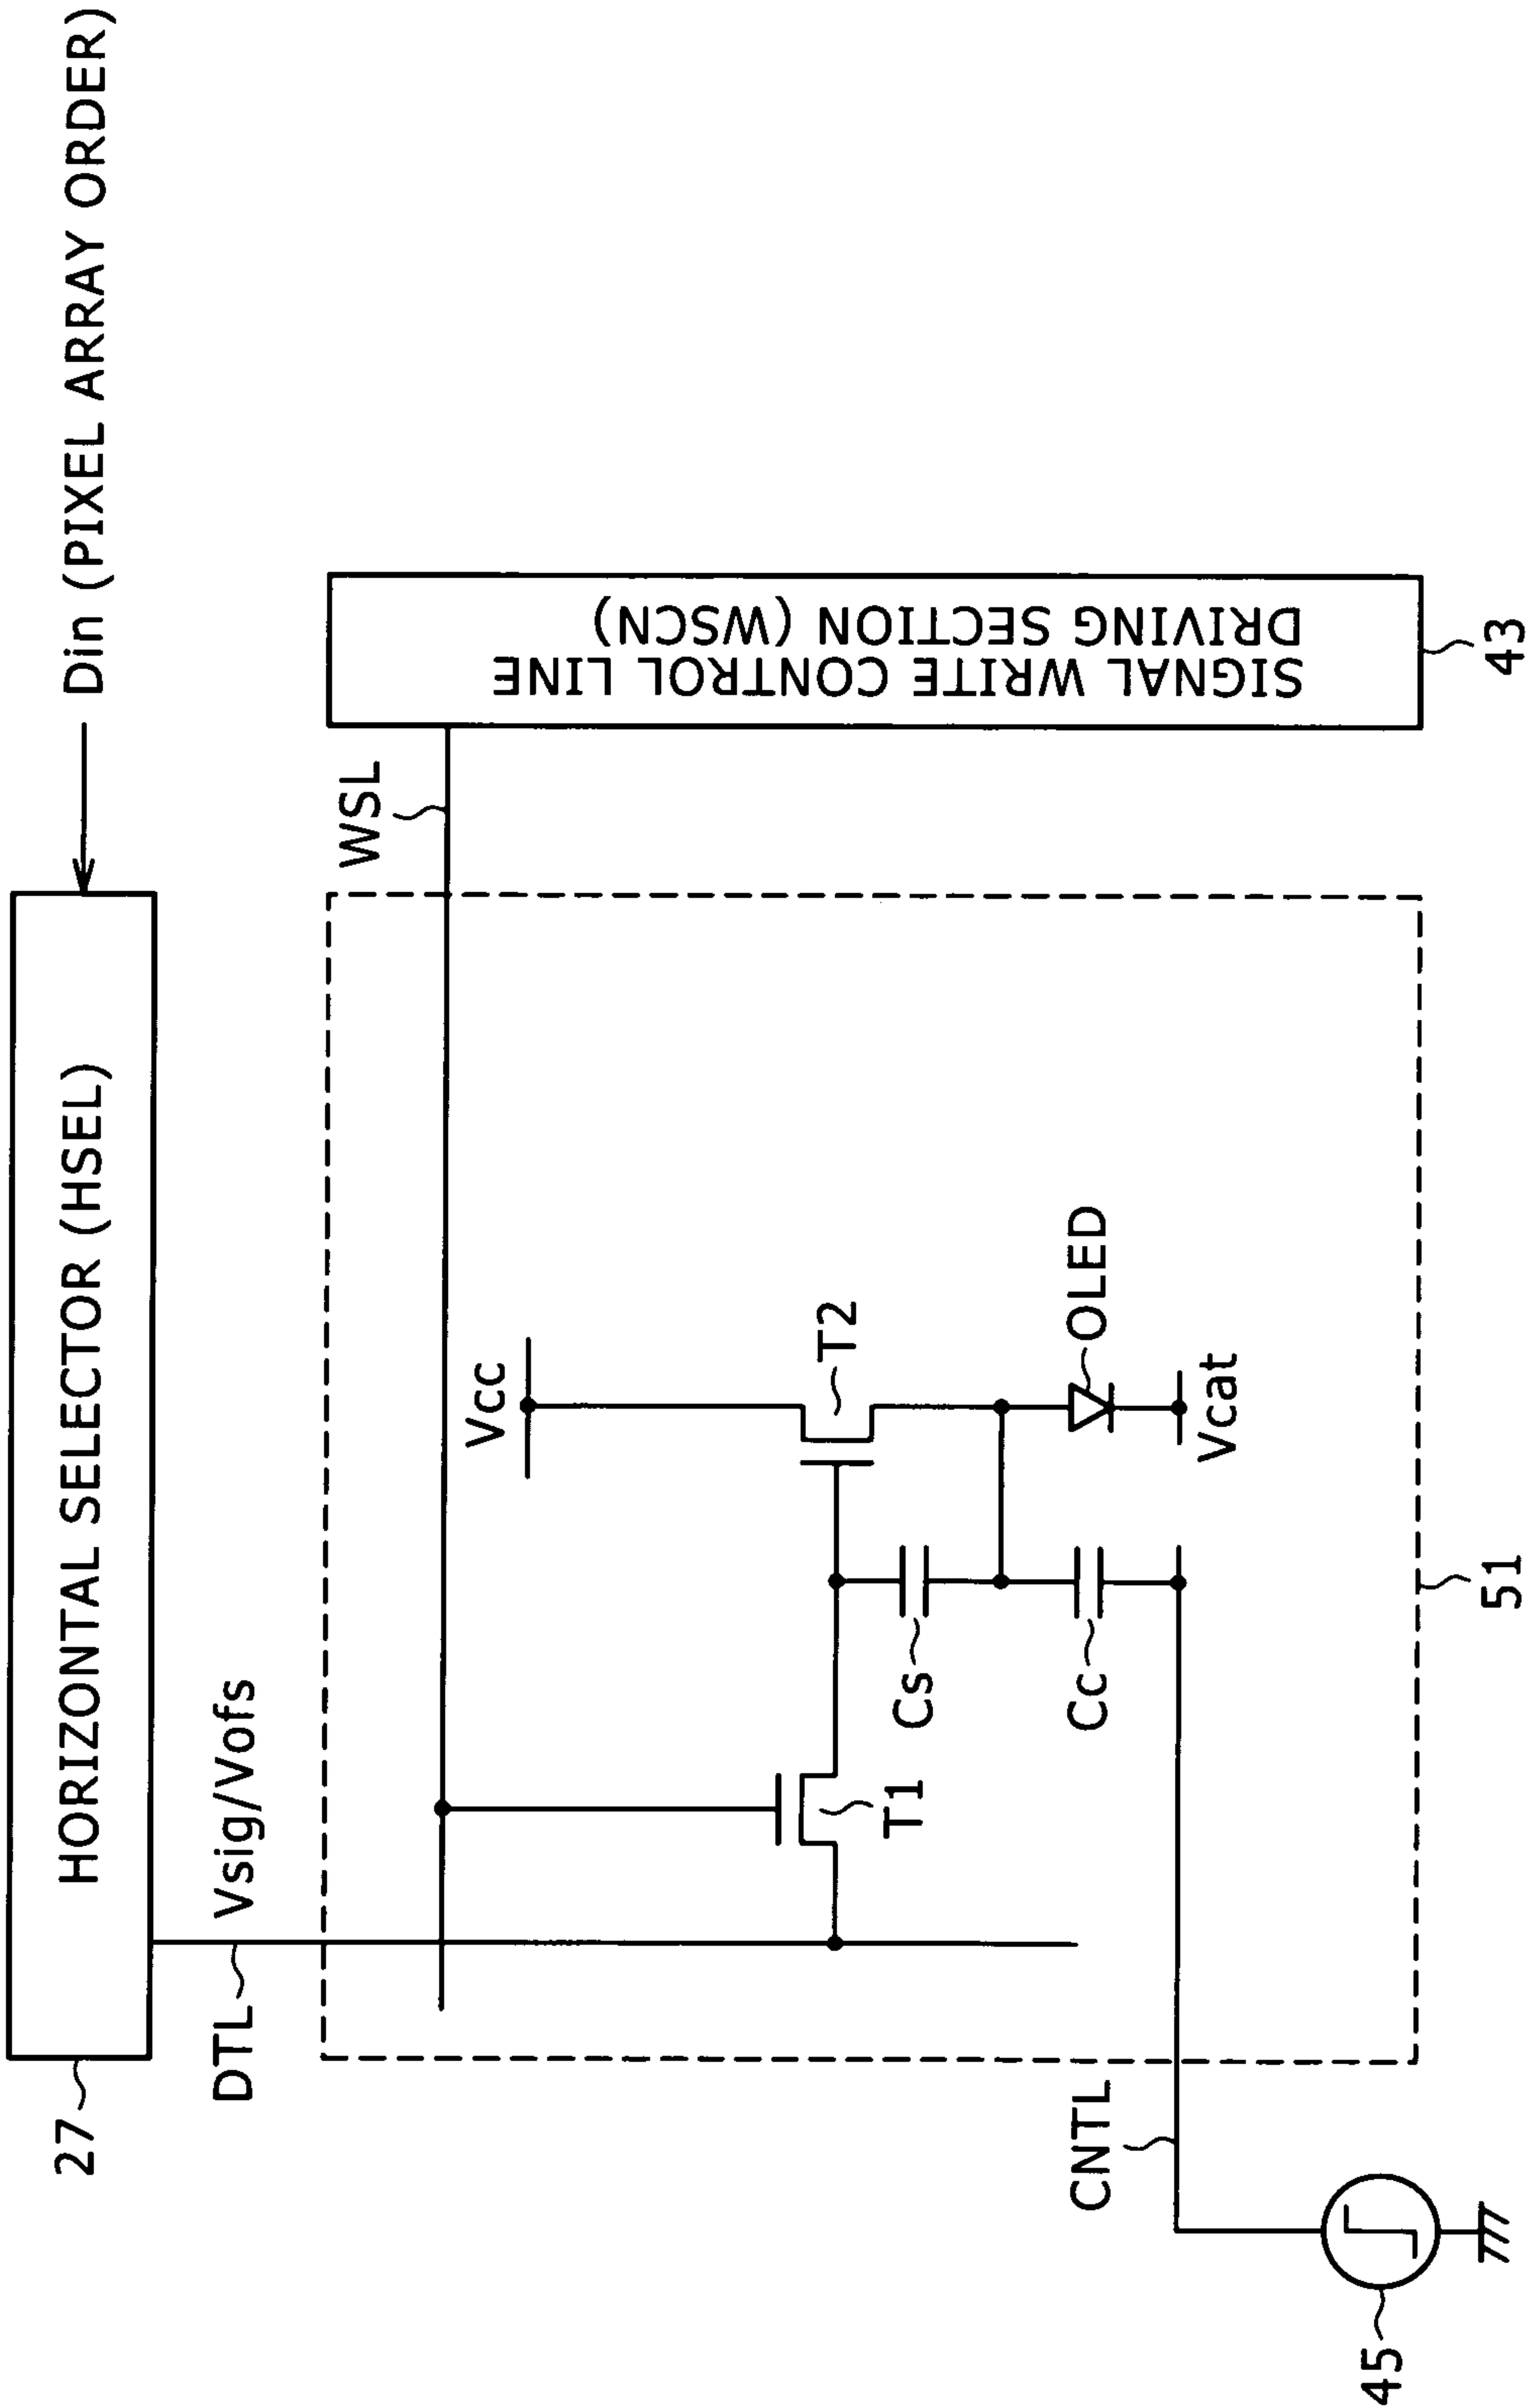 Din (PIXEL ARRAY ORDER)
HORIZONTAL SELECTOR (HSEL)
27
DTL
Vsig/Vofs
WSL
SIGNAL WRITE CONTROL LINE
DRIVING SECTION (WSCN)
43
Vcc
T2
T1
Cs
Cc
OLED
Vcat
CNTL
51
45